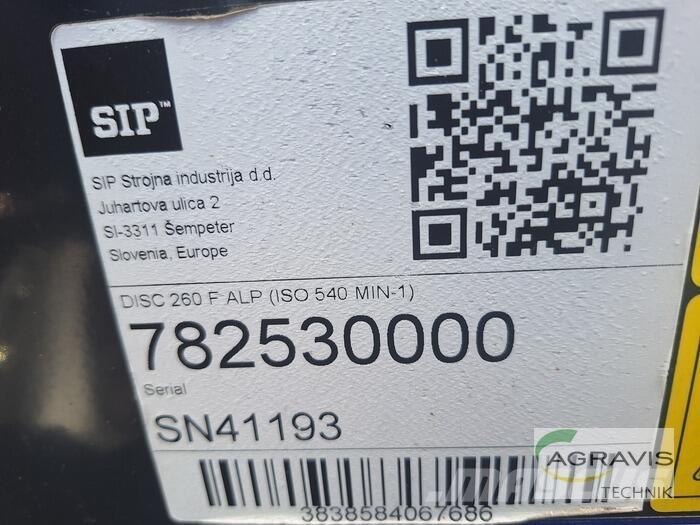 SIP™
SIP Strojna industrija d.d.
Juhartova ulica 2
SI-3311 Šempeter
Slovenia, Europe
DISC 260 F ALP (ISO 540 MIN-1)
782530000
Serial
SN41193
3838584067686
AGRAVIS
TECHNIK